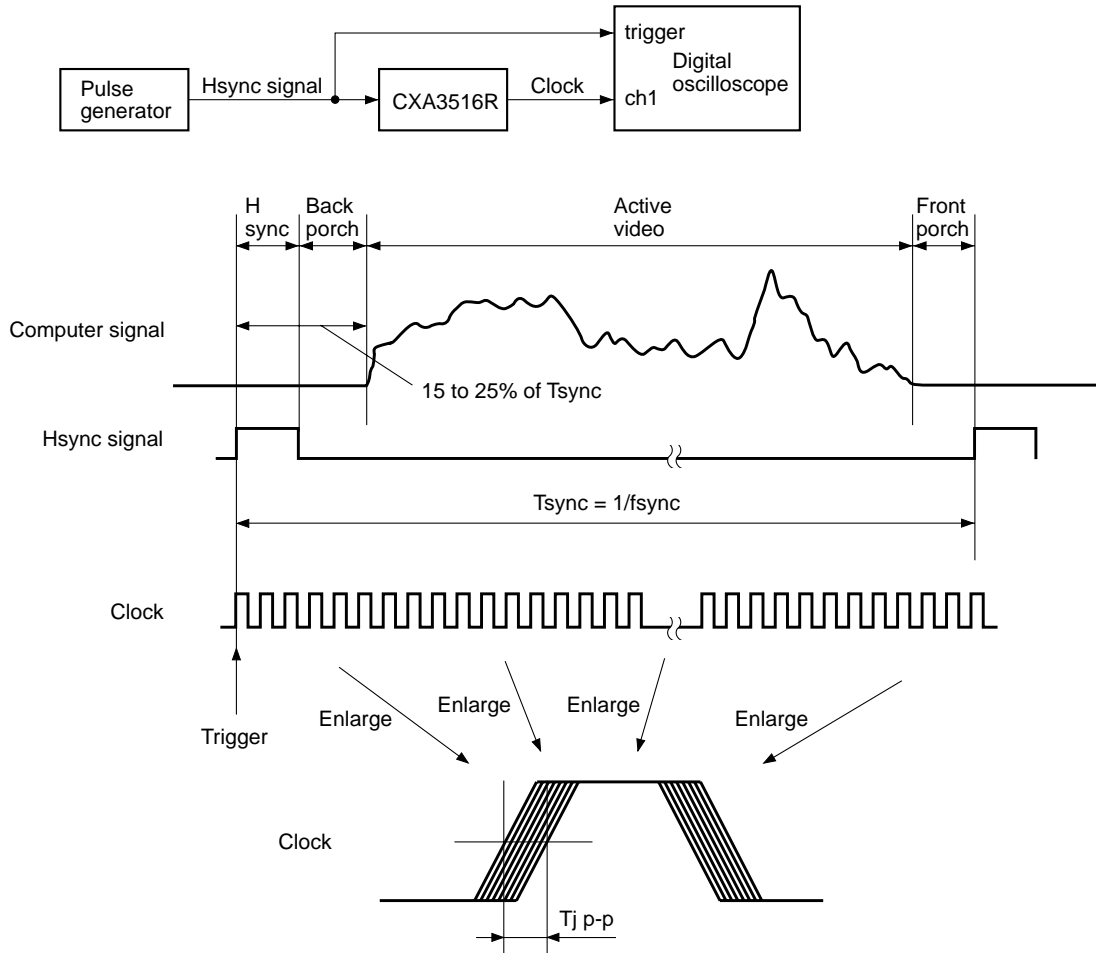 Pulse
generator
Hsync signal
CXA3516R
Clock
trigger
Digital
oscilloscope
ch1
H
sync
Back
porch
Active
video
Front
porch
Computer signal
15 to 25% of Tsync
Hsync signal
Tsync = 1/fsync
Clock
Trigger
Enlarge
Enlarge
Enlarge
Enlarge
Clock
Tj p-p